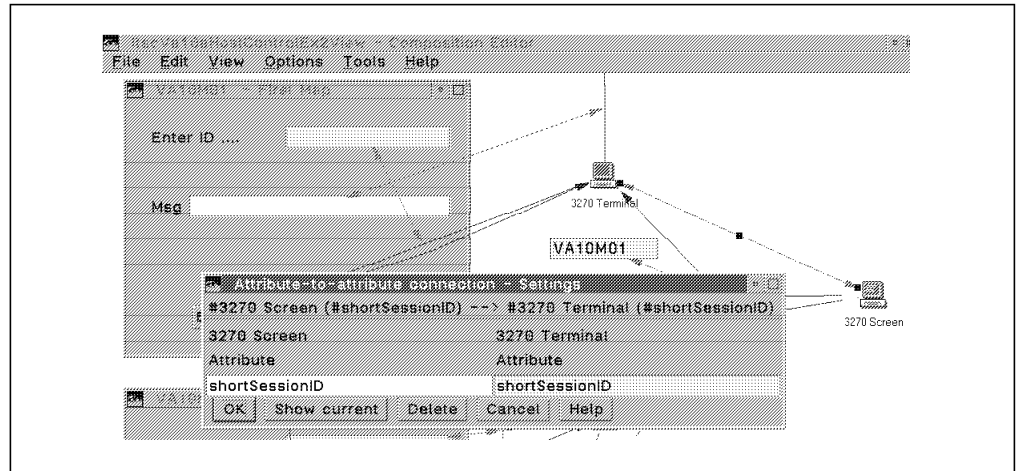 ItscVa10aHostControlEx2View - Composition Editor
File Edit View Options Tools Help
VA10M01 - First Map
Enter ID ....
Msg
3270 Terminal
VA10M01
3270 Screen
Attribute-to-attribute connection - Settings
#3270 Screen (#shortSessionID) --> #3270 Terminal (#shortSessionID)
3270 Screen 3270 Terminal
Attribute Attribute
shortSessionID shortSessionID
OK Show current Delete Cancel Help